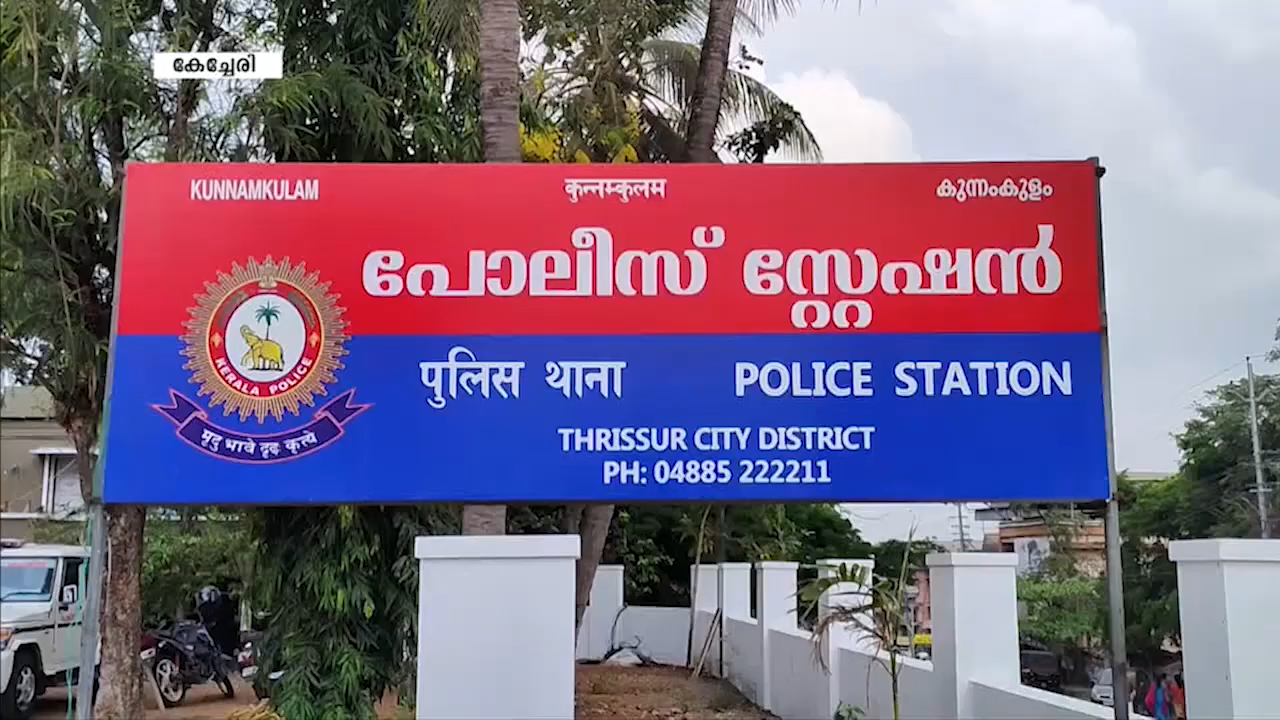 കേച്ചേരി
KUNNAMKULAM कुन्नम्कुलम കുന്നംകുളം
പോലീസ് സ്റ്റേഷൻ
KERALA POLICE
मृदु भावे दृढ कृत्य
पुलिस थाना POLICE STATION
THRISSUR CITY DISTRICT
PH: 04885 222211